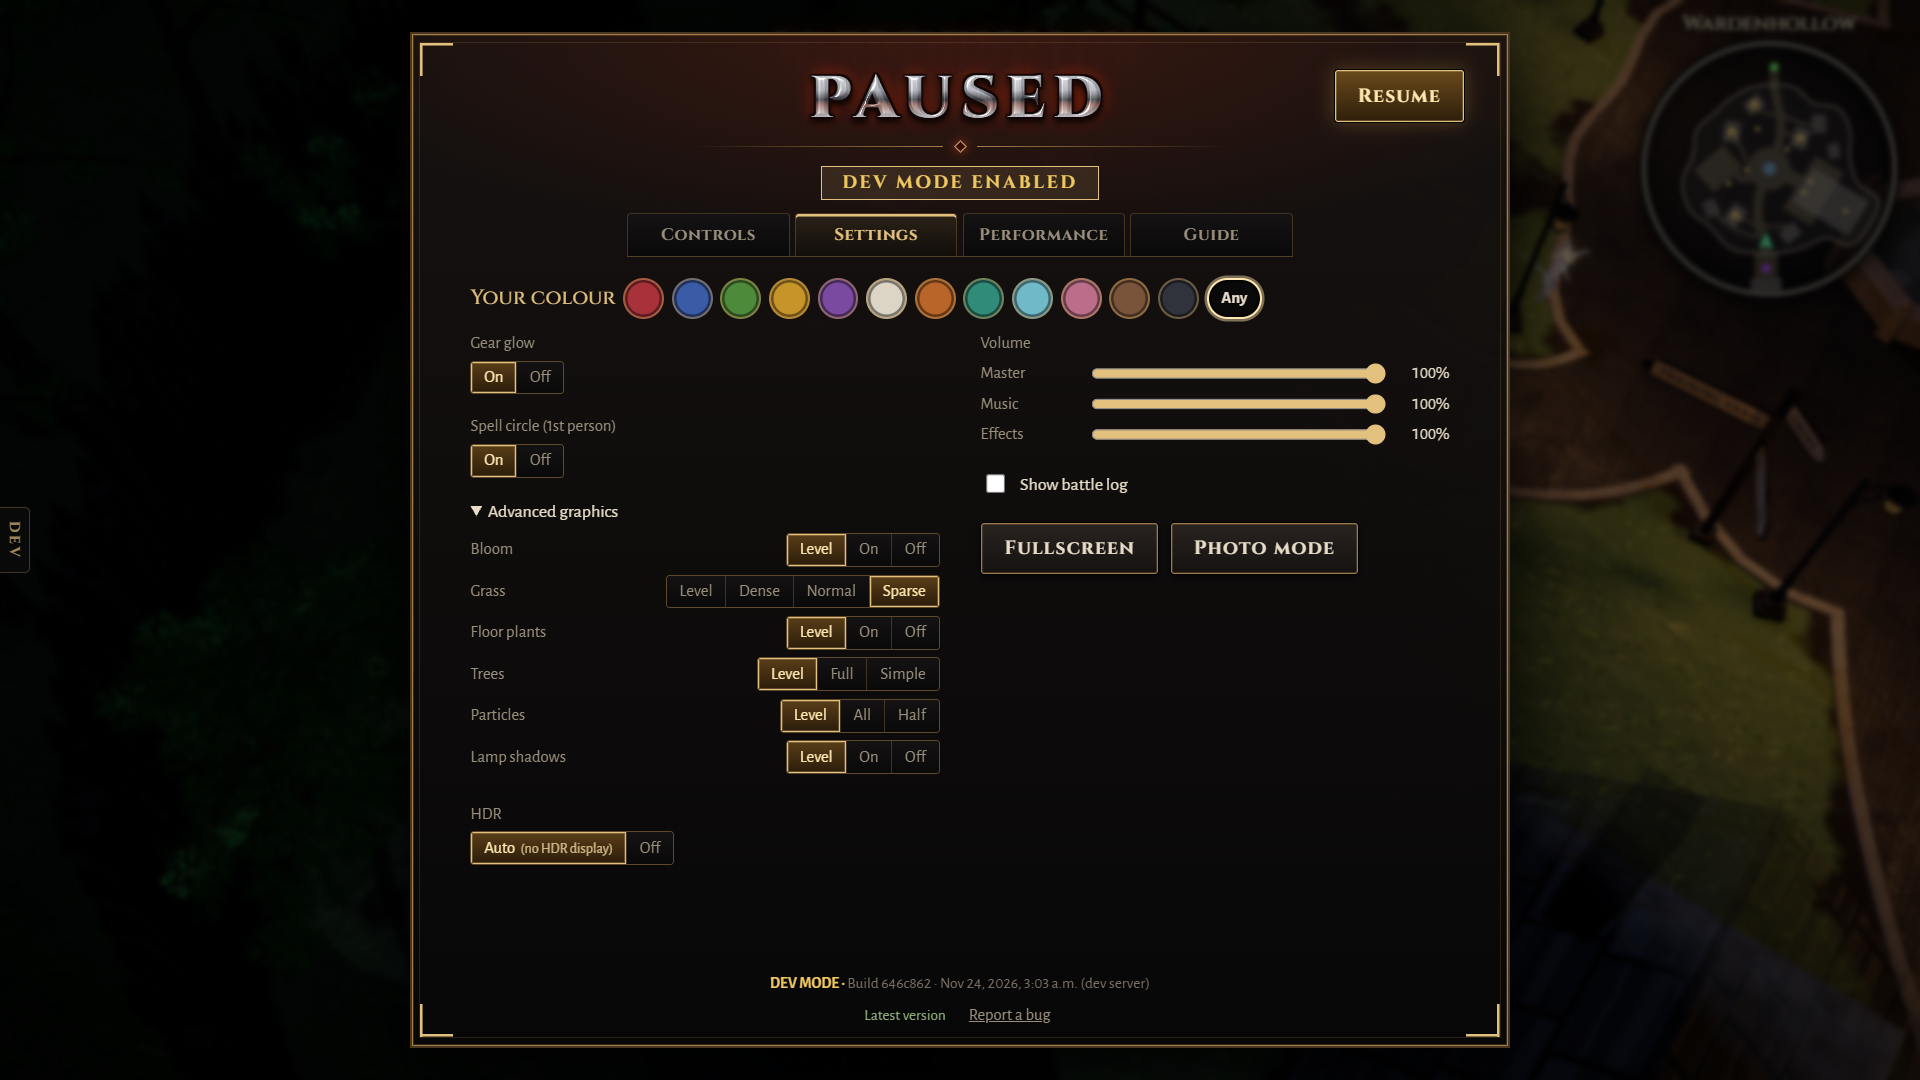 WARDENHOLLOW
PAUSED
RESUME
DEV MODE ENABLED
CONTROLS SETTINGS PERFORMANCE GUIDE
YOUR COLOUR Any
Gear glow
On Off
Spell circle (1st person)
On Off
▼ Advanced graphics
Bloom Level On Off
Grass Level Dense Normal Sparse
Floor plants Level On Off
Trees Level Full Simple
Particles Level All Half
Lamp shadows Level On Off
HDR
Auto (no HDR display) Off
Volume
Master 100%
Music 100%
Effects 100%
Show battle log
FULLSCREEN PHOTO MODE
DEV
DEV MODE · Build 646c862 · Nov 24, 2026, 3:03 a.m. (dev server)
Latest version Report a bug